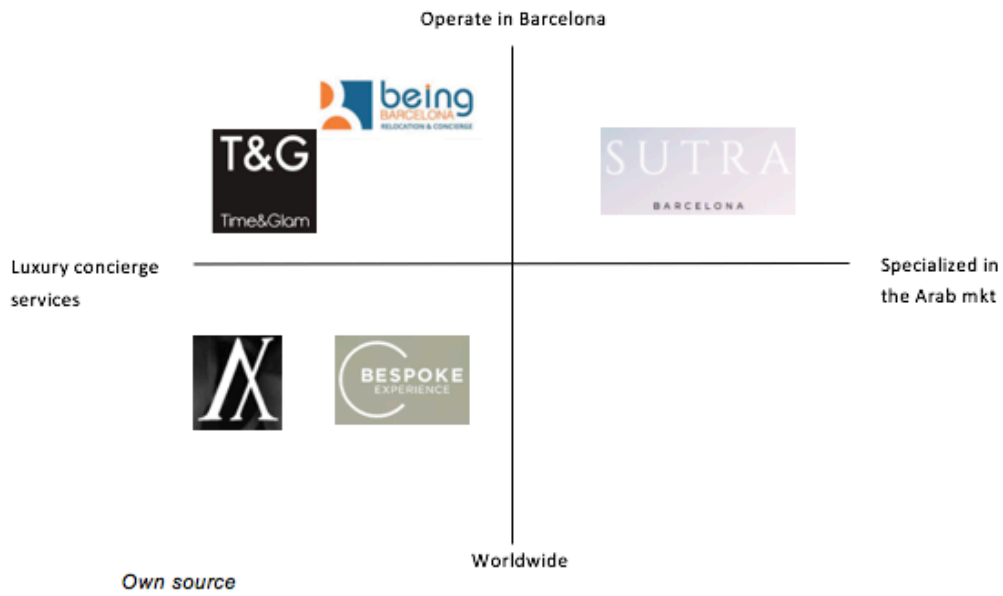 Operate in Barcelona
being
BARCELONA
RELOCATION & CONCIERGE
T&G
Time&Glam
SUTRA
BARCELONA
Luxury concierge
services
Specialized in
the Arab mkt
BESPOKE
EXPERIENCE
Worldwide
Own source